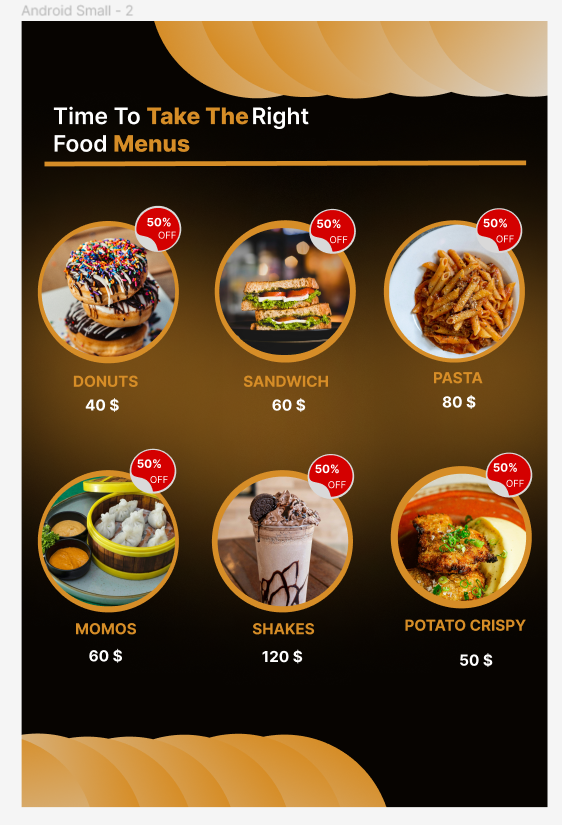 Android Small - 2
Time To Take The Right
Food Menus
50%
OFF
50%
OFF
50%
OFF
DONUTS
SANDWICH
PASTA
40 $
60 $
80 $
50%
OFF
50%
OFF
50%
OFF
MOMOS
SHAKES
POTATO CRISPY
60 $
120 $
50 $